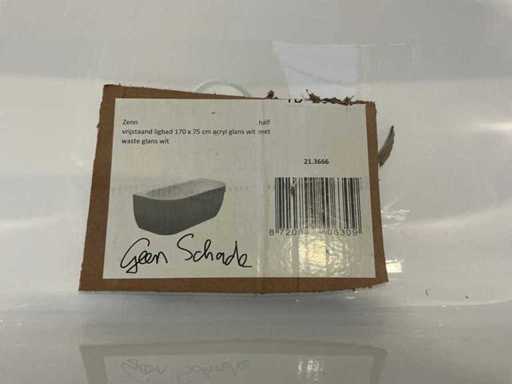 Zenn half
vrijstaand ligbad 170 x 75 cm acryl glans wit met
waste glans wit
21.3666
Geen Schade